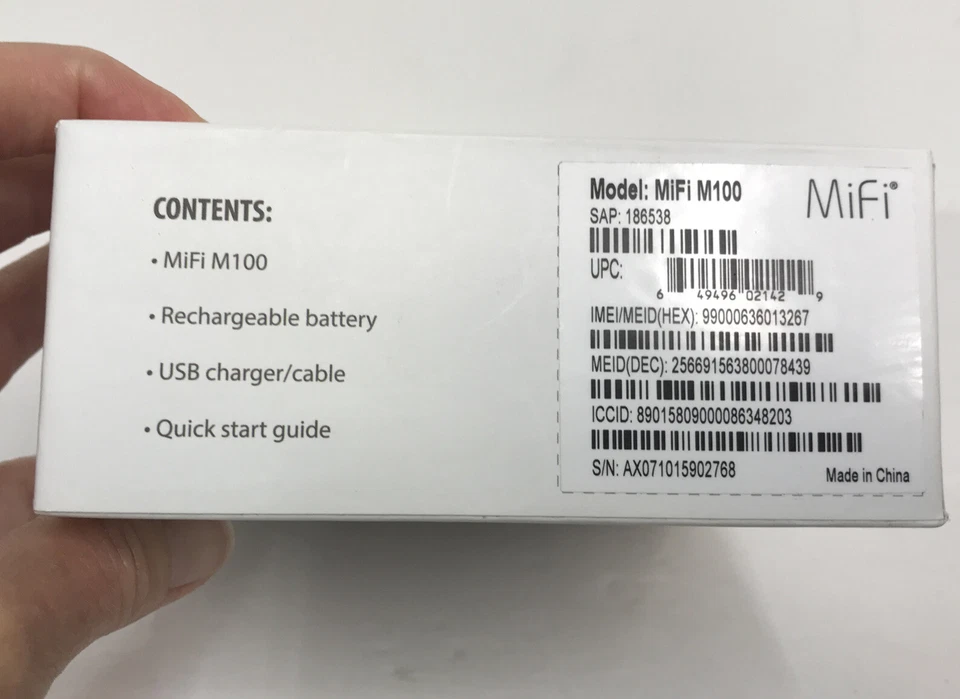 CONTENTS:
• MiFi M100
• Rechargeable battery
• USB charger/cable
• Quick start guide
Model: MiFi M100
MiFi®
SAP: 186538
UPC:
6 49496 02142 9
IMEI/MEID(HEX): 99000636013267
MEID(DEC): 256691563800078439
ICCID: 89015809000086348203
S/N: AX071015902768
Made in China